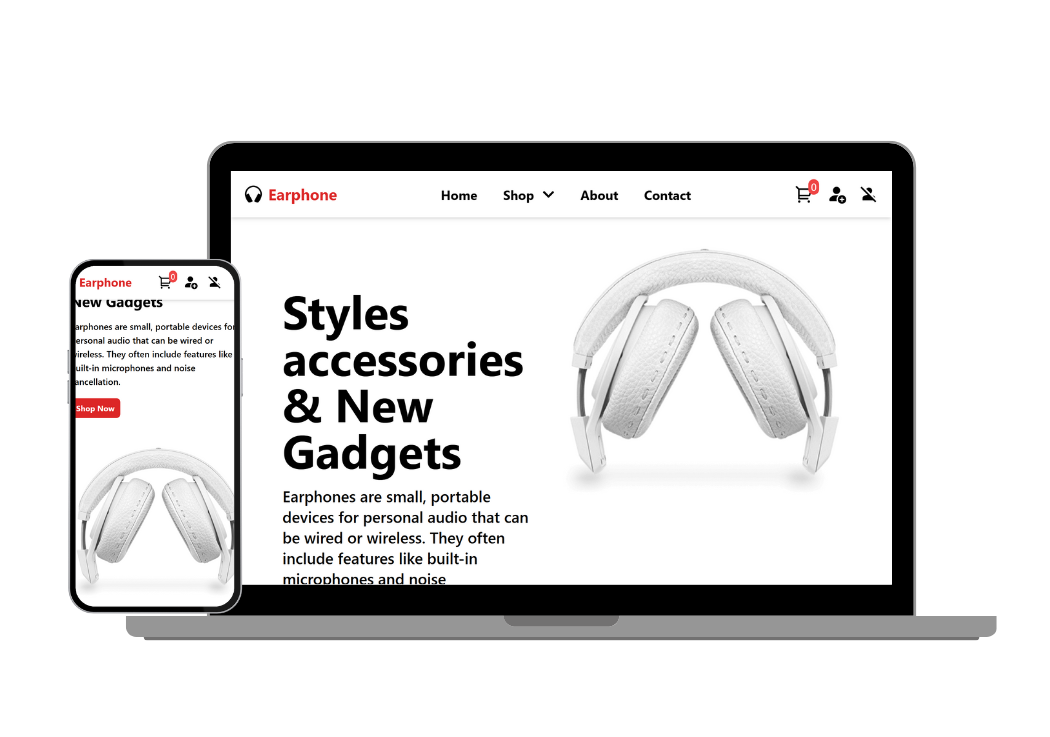 Earphone
Home
Shop
About
Contact
0
Styles
accessories
& New
Gadgets
Earphones are small, portable
devices for personal audio that can
be wired or wireless. They often
include features like built-in
microphones and noise
Earphone
0
New Gadgets
arphones are small, portable devices for
ersonal audio that can be wired or
ireless. They often include features like
uilt-in microphones and noise
ancellation.
Shop Now